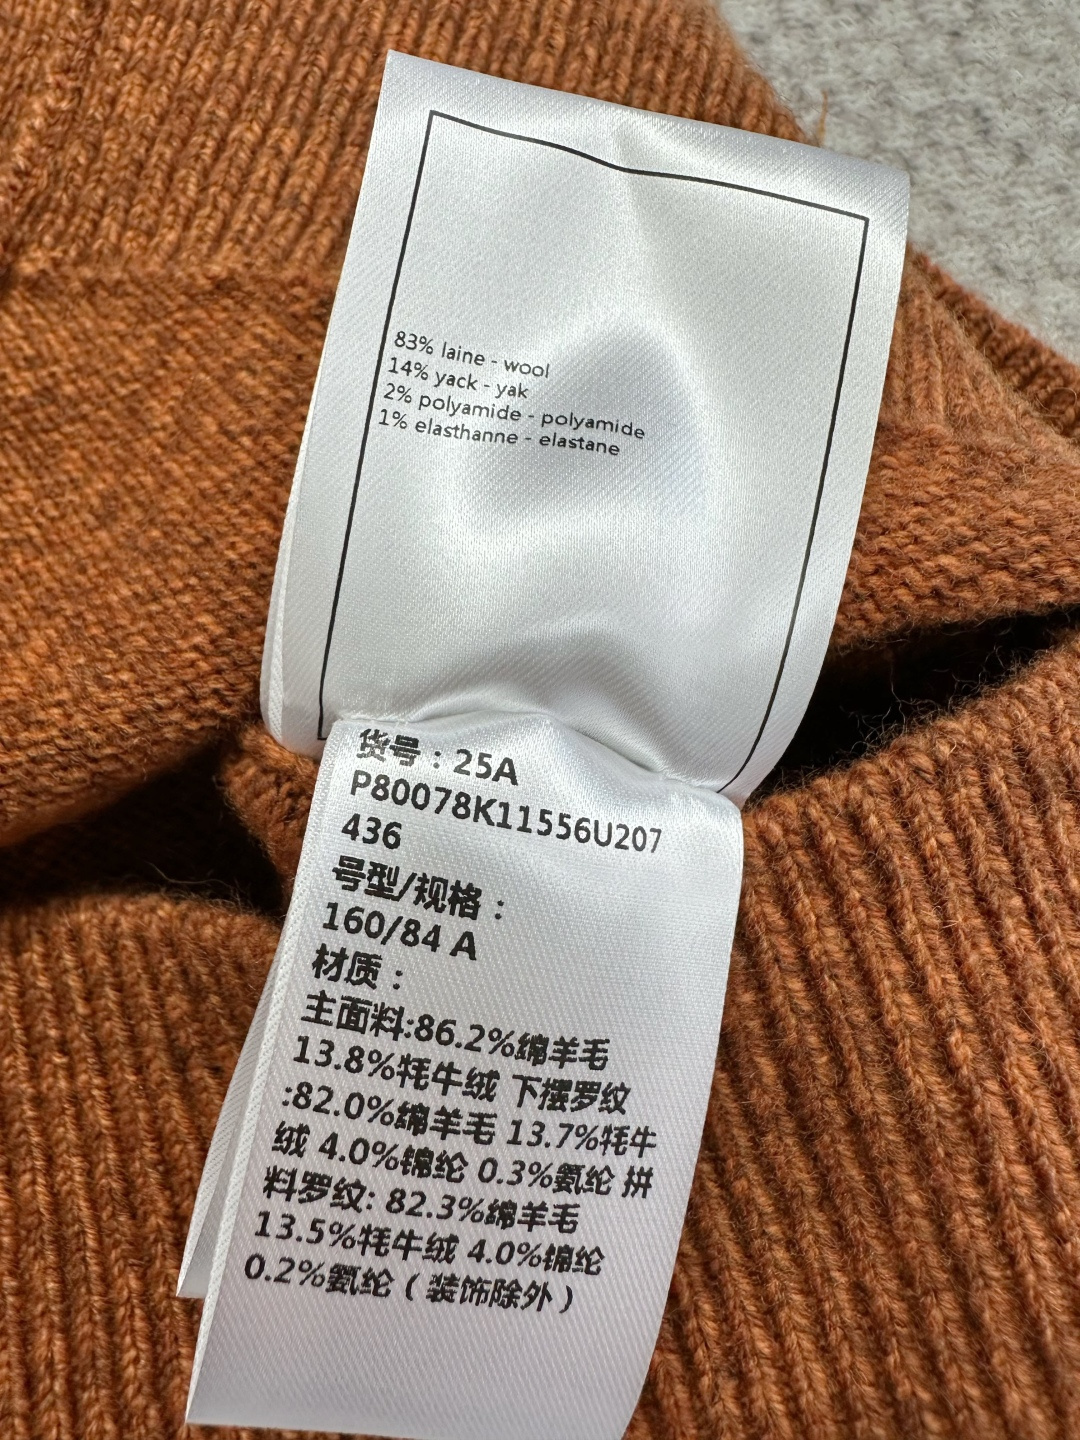 83% laine - wool
14% yack - yak
2% polyamide - polyamide
1% elasthanne - elastane
货号：25A
P80078K11556U207
436
号型/规格：
160/84 A
材质：
主面料:86.2%绵羊毛
13.8%牦牛绒 下摆罗纹
:82.0%绵羊毛 13.7%牦牛
绒 4.0%锦纶 0.3%氨纶 拼
料罗纹: 82.3%绵羊毛
13.5%牦牛绒 4.0%锦纶
0.2%氨纶（装饰除外）